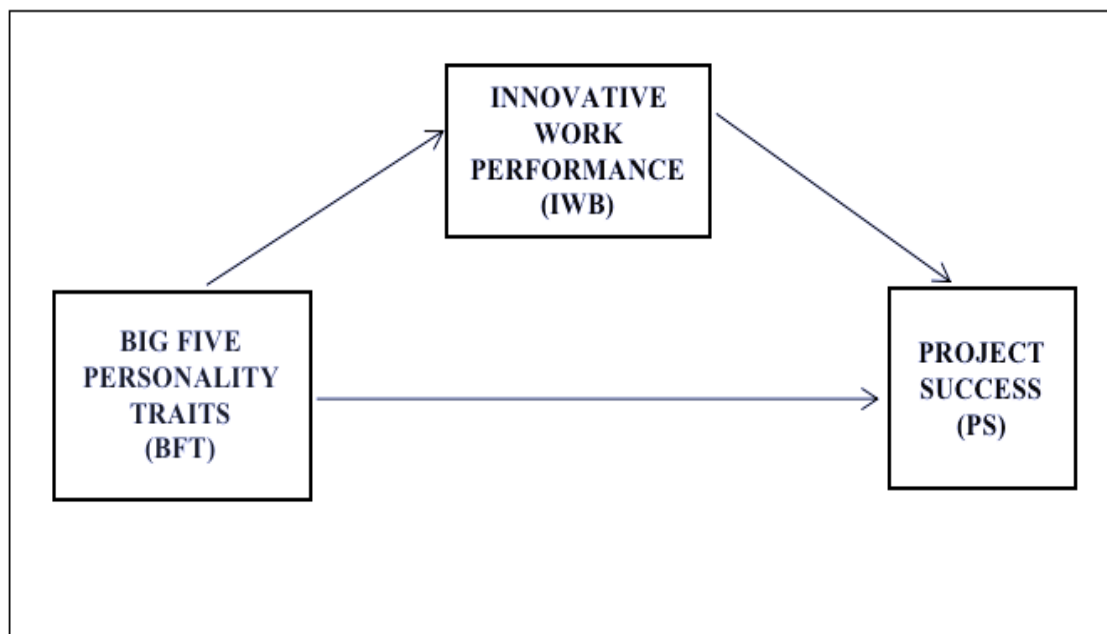 INNOVATIVE
WORK
PERFORMANCE
(IWB)
BIG FIVE
PERSONALITY
TRAITS
(BFT)
PROJECT
SUCCESS
(PS)